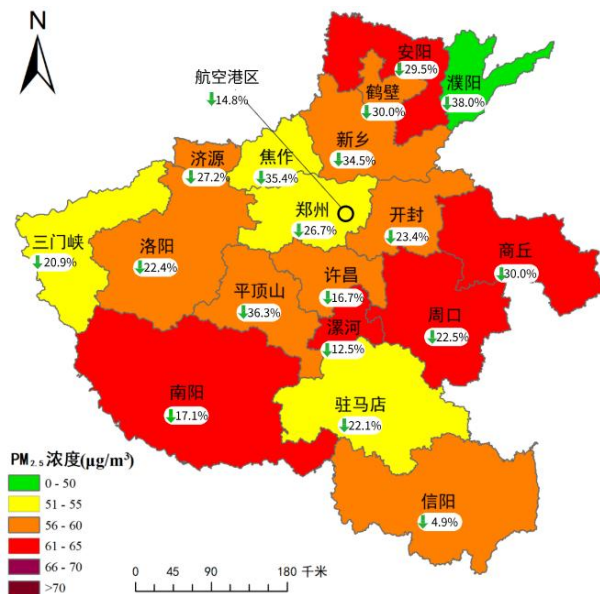 N
安阳
29.5%
航空港区
14.8%
濮阳
38.0%
鹤壁
30.0%
新乡
34.5%
济源
27.2%
焦作
35.4%
郑州
26.7%
开封
23.4%
三门峡
20.9%
洛阳
22.4%
商丘
30.0%
平顶山
36.3%
许昌
16.7%
周口
22.5%
漯河
12.5%
南阳
17.1%
驻马店
22.1%
信阳
4.9%
PM2.5浓度(μg/m³)
0 - 50
51 - 55
56 - 60
61 - 65
66 - 70
>70
0 45 90 180 千米